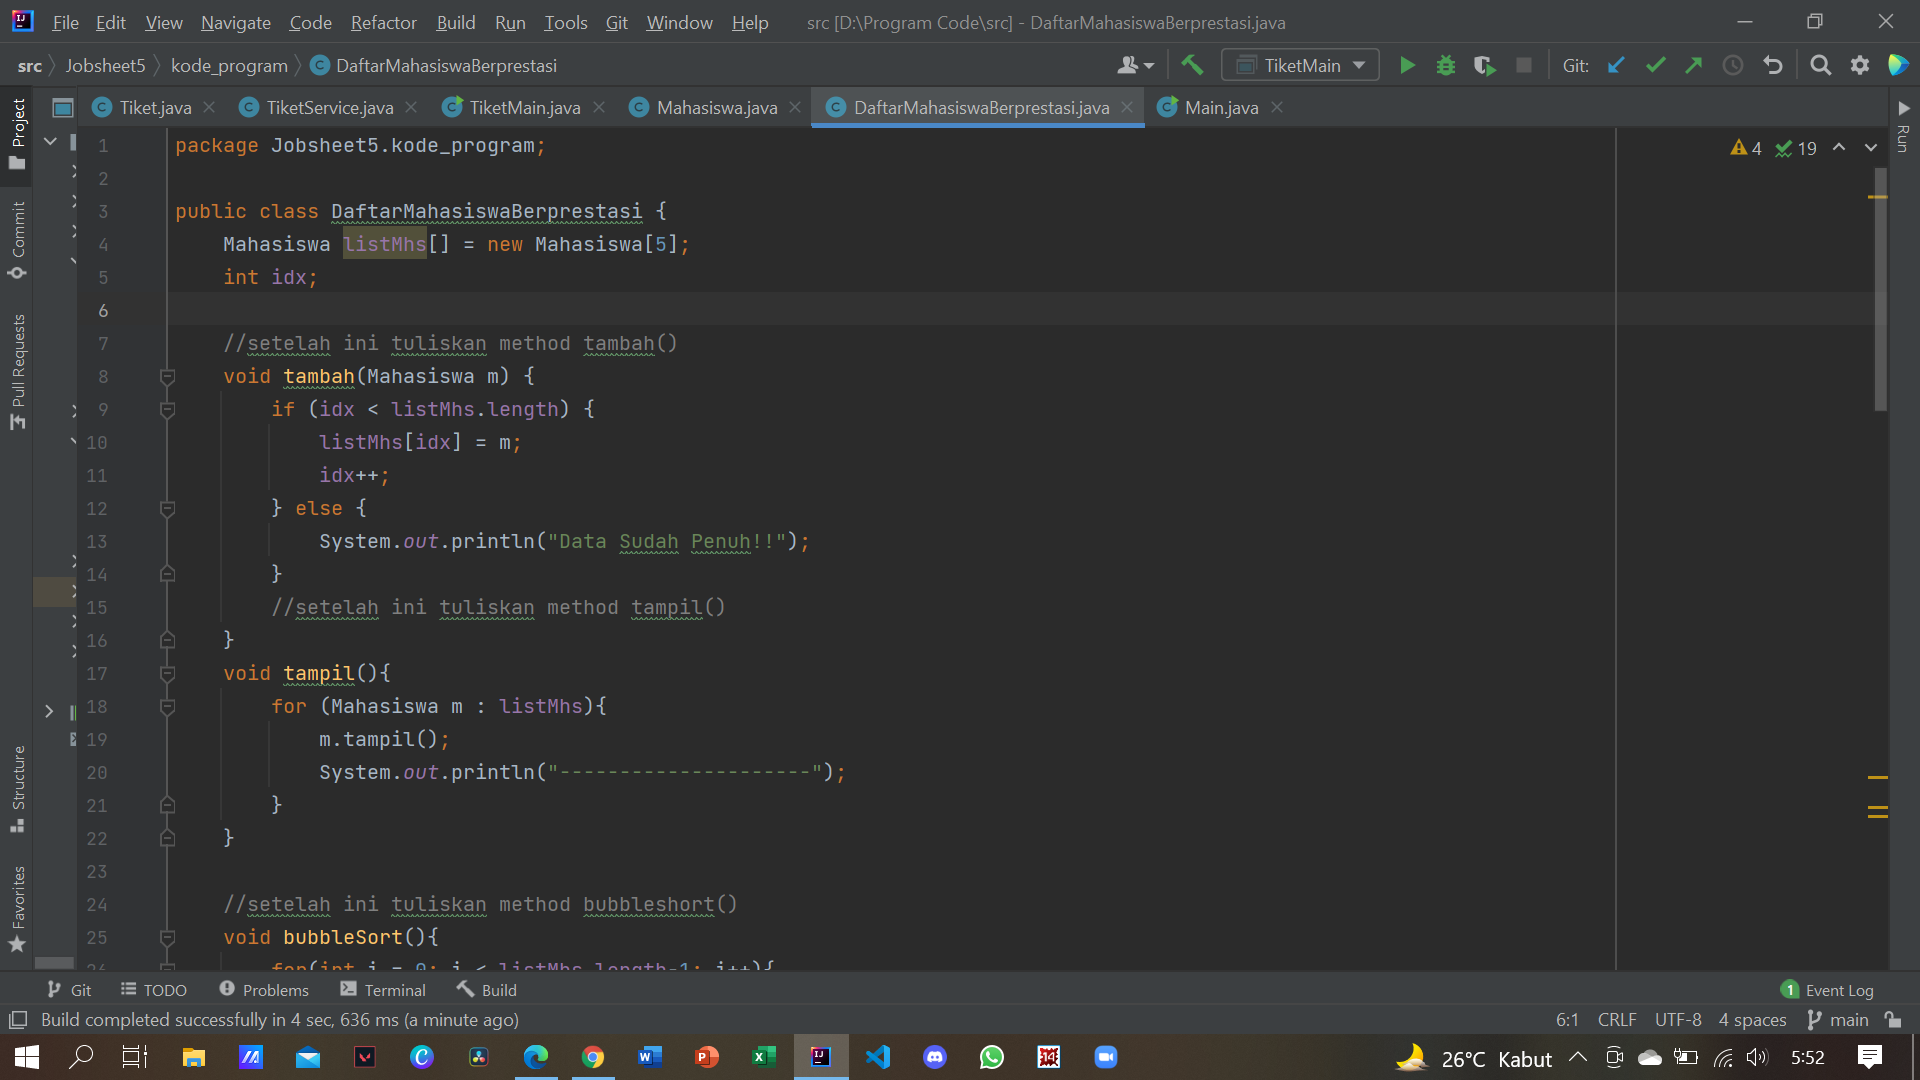 File Edit View Navigate Code Refactor Build Run Tools Git Window Help src [D:\Program Code\src] - DaftarMahasiswaBerprestasi.java
src Jobsheet5 kode_program DaftarMahasiswaBerprestasi TiketMain Git:
Tiket.java TiketService.java TiketMain.java Mahasiswa.java DaftarMahasiswaBerprestasi.java Main.java
Project
Commit
Pull Requests
Structure
Favorites
Run
4 19
1 package Jobsheet5.kode_program;
2
3 public class DaftarMahasiswaBerprestasi {
4 Mahasiswa listMhs[] = new Mahasiswa[5];
5 int idx;
6
7 //setelah ini tuliskan method tambah()
8 void tambah(Mahasiswa m) {
9 if (idx < listMhs.length) {
10 listMhs[idx] = m;
11 idx++;
12 } else {
13 System.out.println("Data Sudah Penuh!!");
14 }
15 //setelah ini tuliskan method tampil()
16 }
17 void tampil(){
18 for (Mahasiswa m : listMhs){
19 m.tampil();
20 System.out.println("---------------------");
21 }
22 }
23
24 //setelah ini tuliskan method bubbleshort()
25 void bubbleSort(){
26 for(int i = 0; i < listMhs.length-1; i++){
Git TODO Problems Terminal Build 1 Event Log
Build completed successfully in 4 sec, 636 ms (a minute ago) 6:1 CRLF UTF-8 4 spaces main
26°C Kabut 5:52